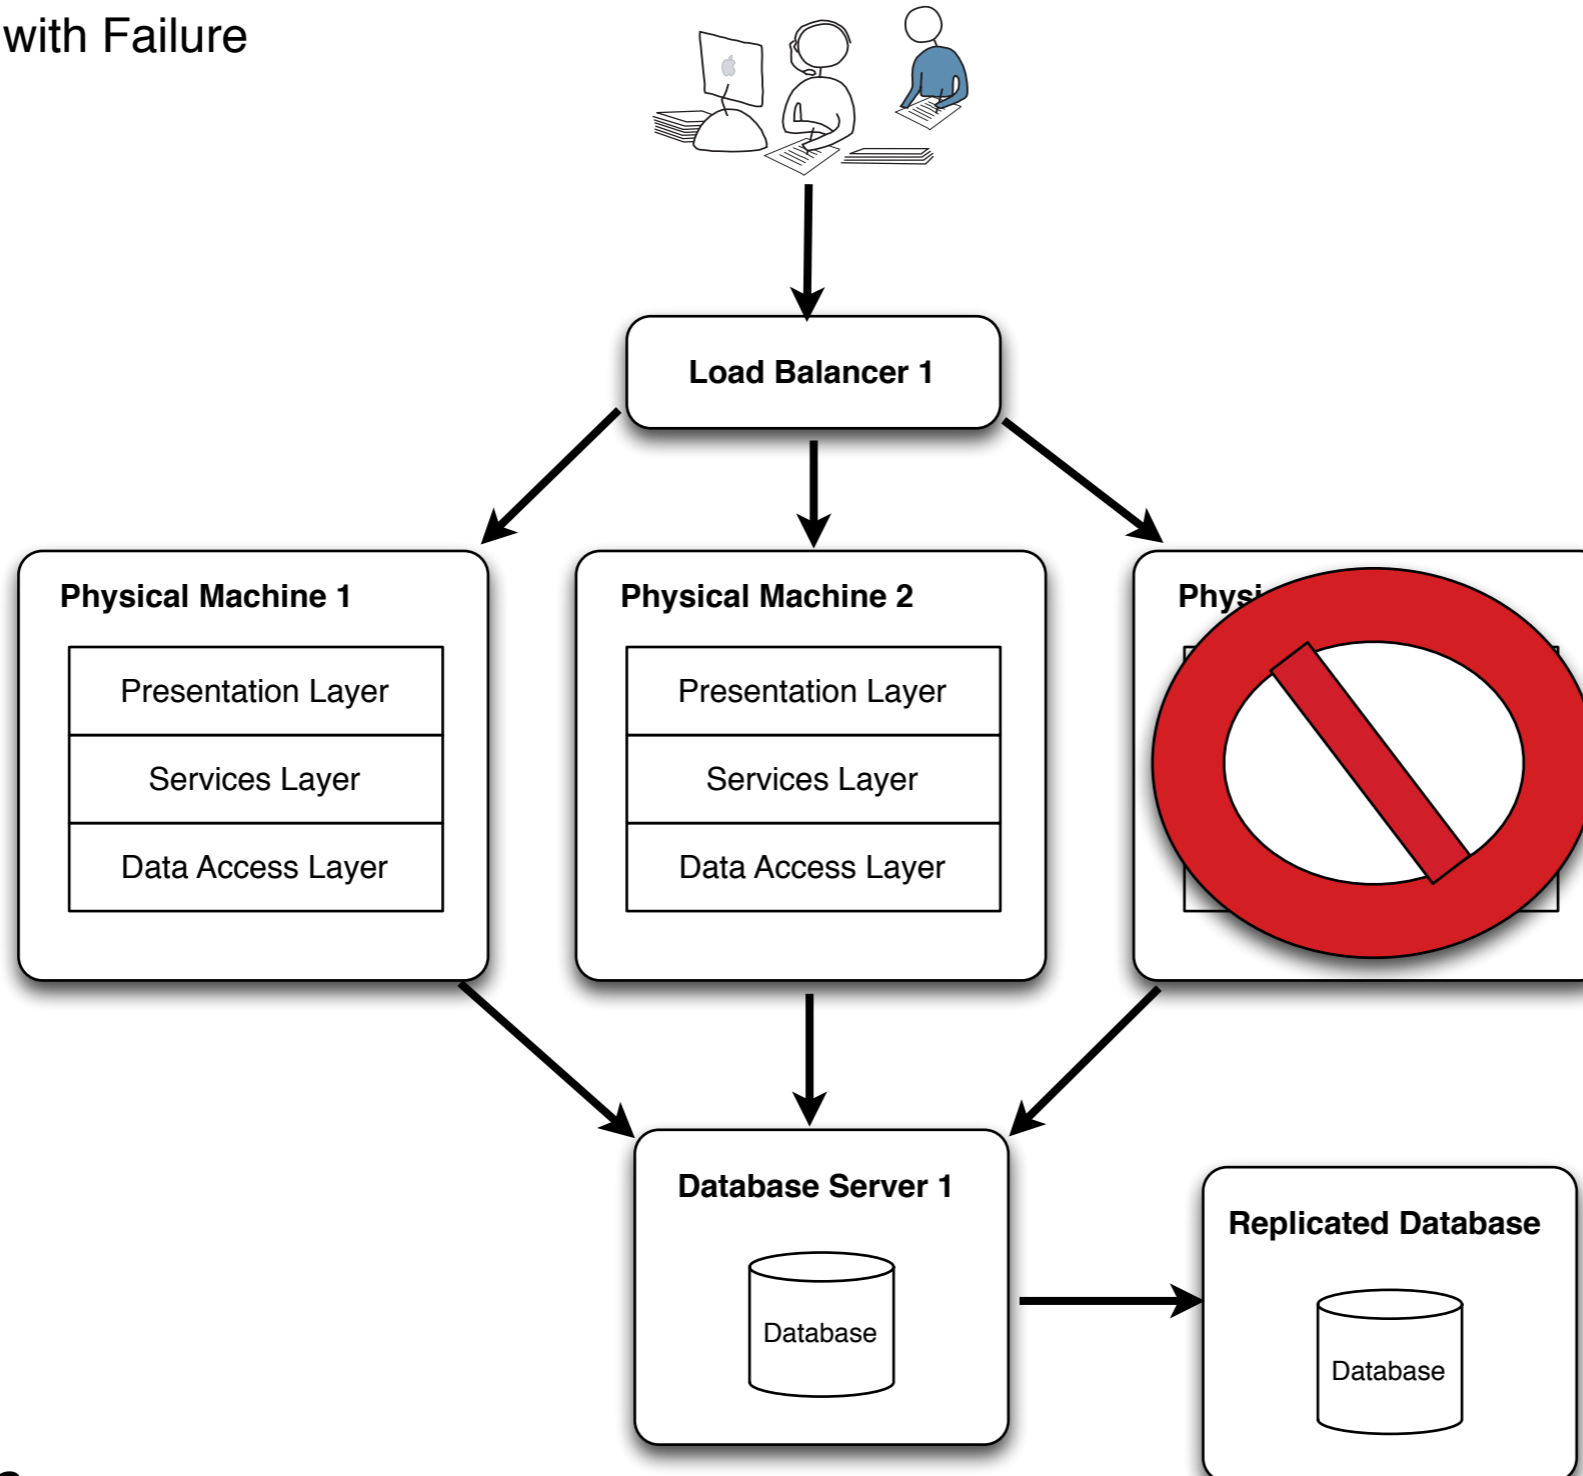 with Failure
Load Balancer 1
Physical Machine 1
Presentation Layer
Services Layer
Data Access Layer
Physical Machine 2
Presentation Layer
Services Layer
Data Access Layer
Database Server 1
Database
Replicated Database
Database